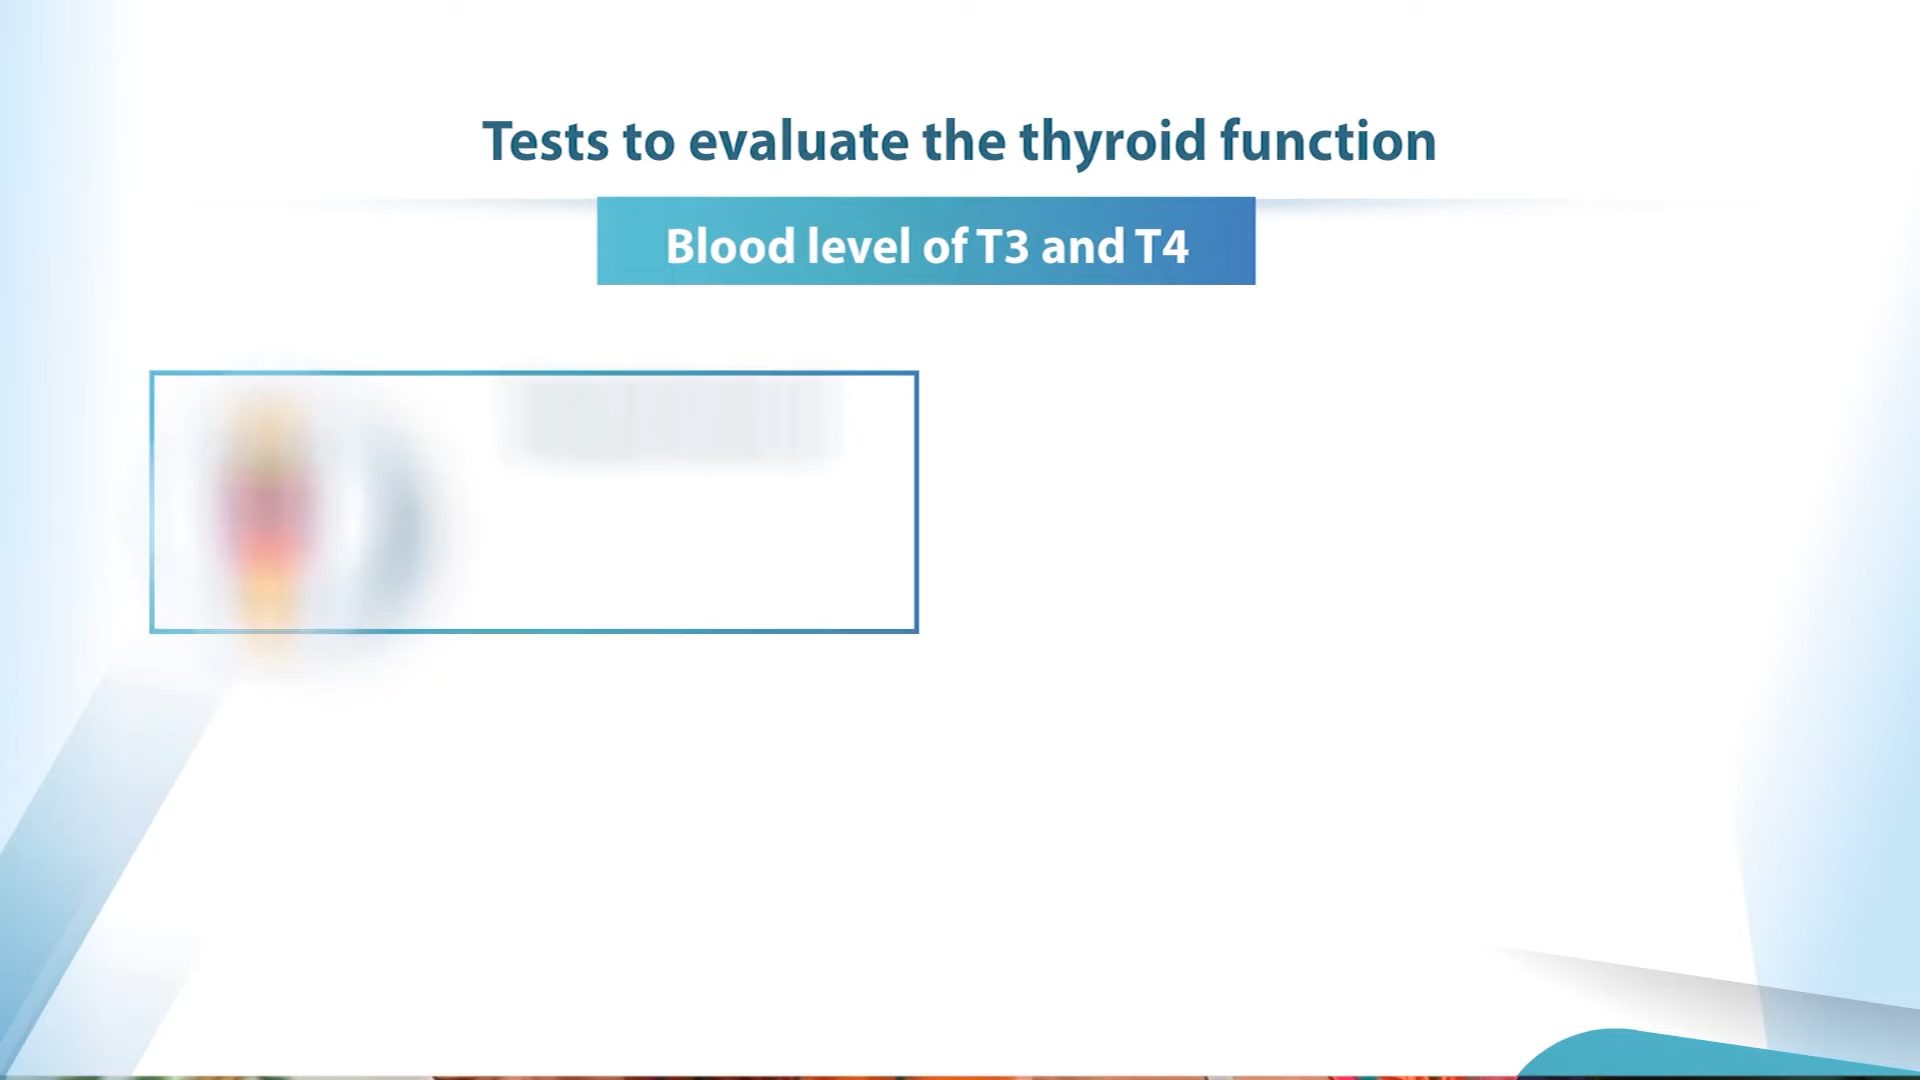 Tests to evaluate the thyroid function
Blood level of T3 and T4